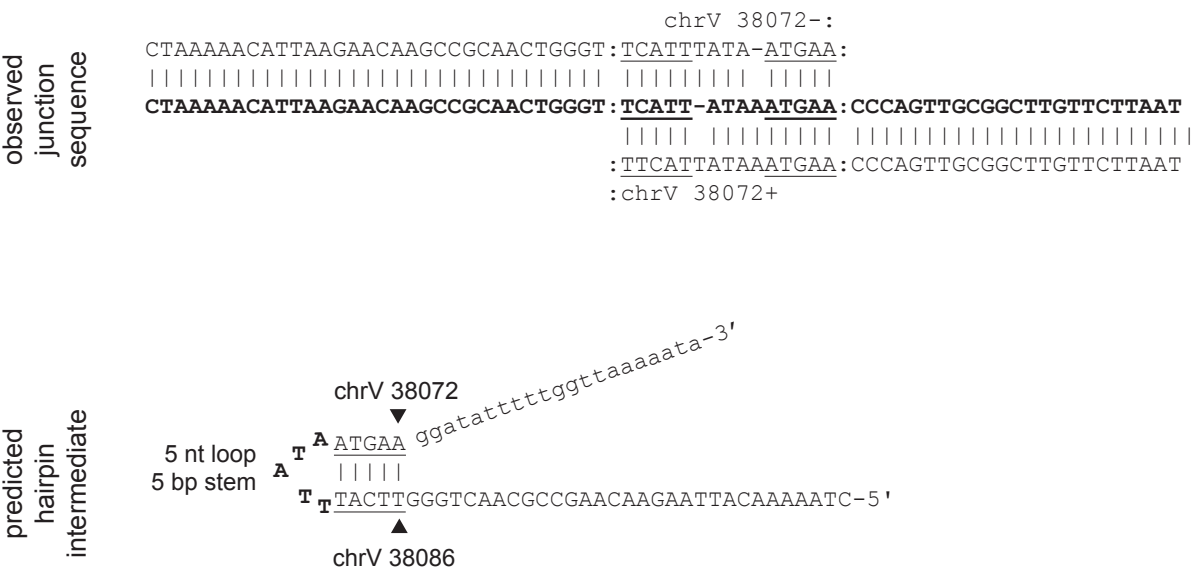 observed
junction
sequence
chrV 38072-:
CTAAAAACATTAAGAACAAGCCGCAACTGGGT:TCATTTATA-ATGAA:
CTAAAAACATTAAGAACAAGCCGCAACTGGGT:TCATT-ATAAATGAA:CCCAGTTGCGGCTTGTTCTTAAT
:TTCATTATAAATGAA:CCCAGTTGCGGCTTGTTCTTAAT
:chrV 38072+
predicted
hairpin
intermediate
5 nt loop
5 bp stem
chrV 38072
ggatatttttggttaaaaata-3'
A T A ATGAA
T T TACTTGGGTCAACGCCGAACAAGAATTACAAAAATC-5'
chrV 38086